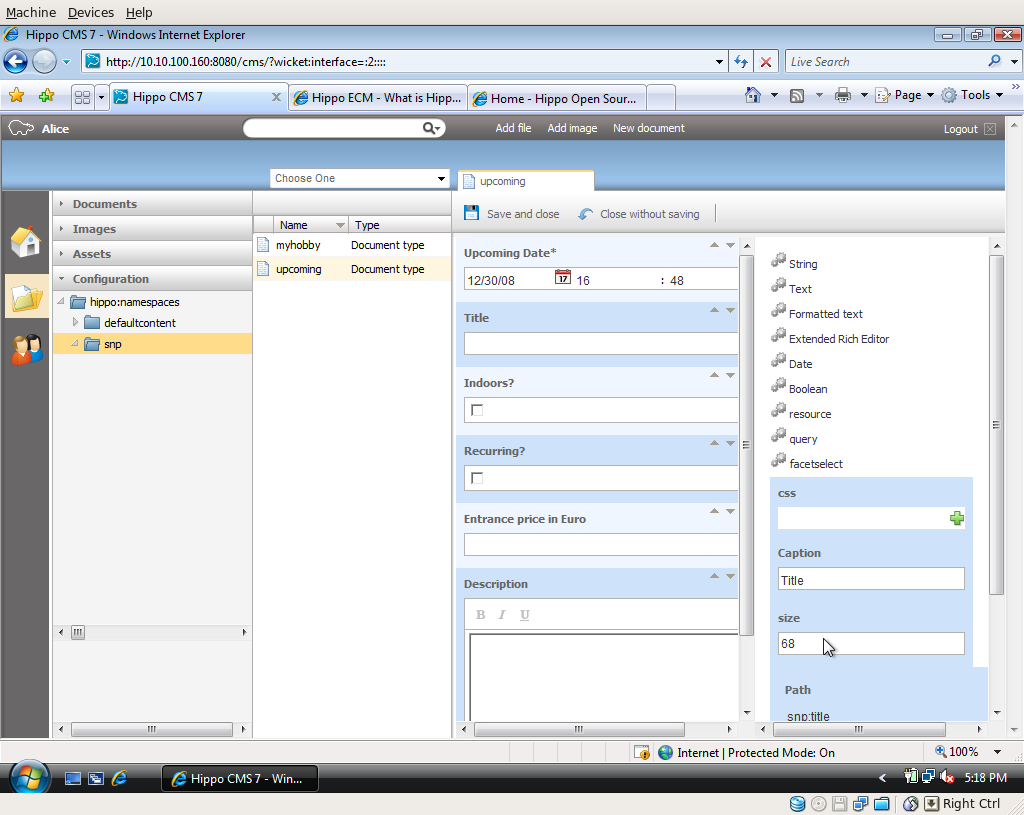 Machine Devices Help
Hippo CMS 7 - Windows Internet Explorer
http://10.10.100.160:8080/cms/?wicket:interface=:2::::
Live Search
Hippo CMS 7
Hippo ECM - What is Hipp...
Home - Hippo Open Sour...
Page
Tools
Alice
Add file
Add image
New document
Logout
Choose One
upcoming
Documents
Images
Assets
Configuration
hippo:namespaces
defaultcontent
snp
Name
Type
myhobby
Document type
upcoming
Document type
Save and close
Close without saving
Upcoming Date*
12/30/08
17
16
: 48
Title
Indoors?
Recurring?
Entrance price in Euro
Description
B I U
String
Text
Formatted text
Extended Rich Editor
Date
Boolean
resource
query
facetselect
css
Caption
Title
size
68
Path
snp:title
Internet | Protected Mode: On
100%
Hippo CMS 7 - Win...
5:18 PM
Right Ctrl